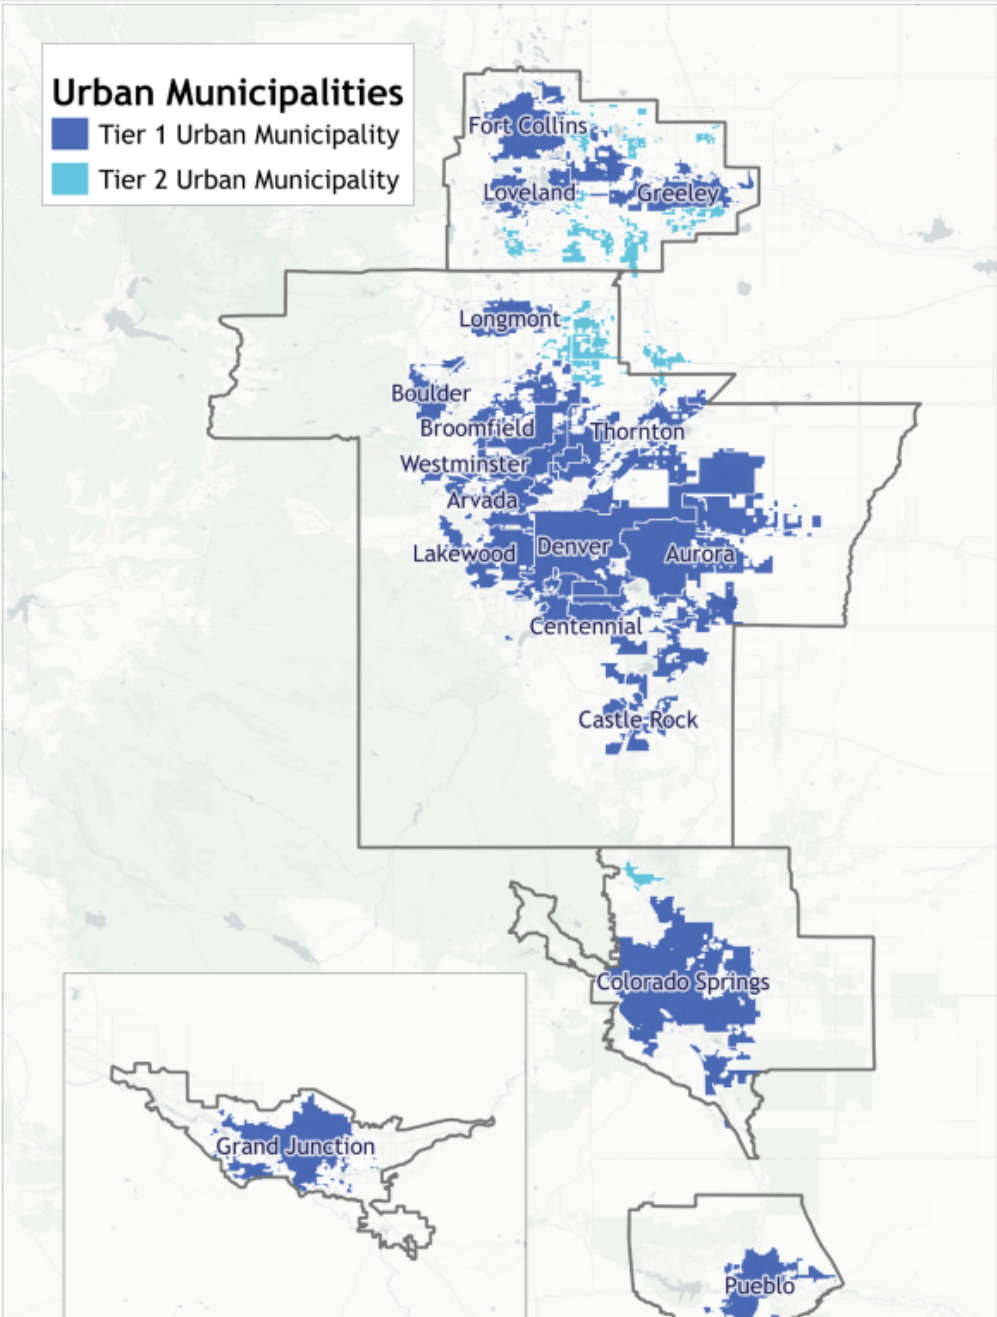 Urban Municipalities
Tier 1 Urban Municipality
Tier 2 Urban Municipality
Fort Collins
Loveland
Greeley
Longmont
Boulder
Broomfield
Thornton
Westminster
Arvada
Lakewood
Denver
Aurora
Centennial
Castle Rock
Colorado Springs
Grand Junction
Pueblo